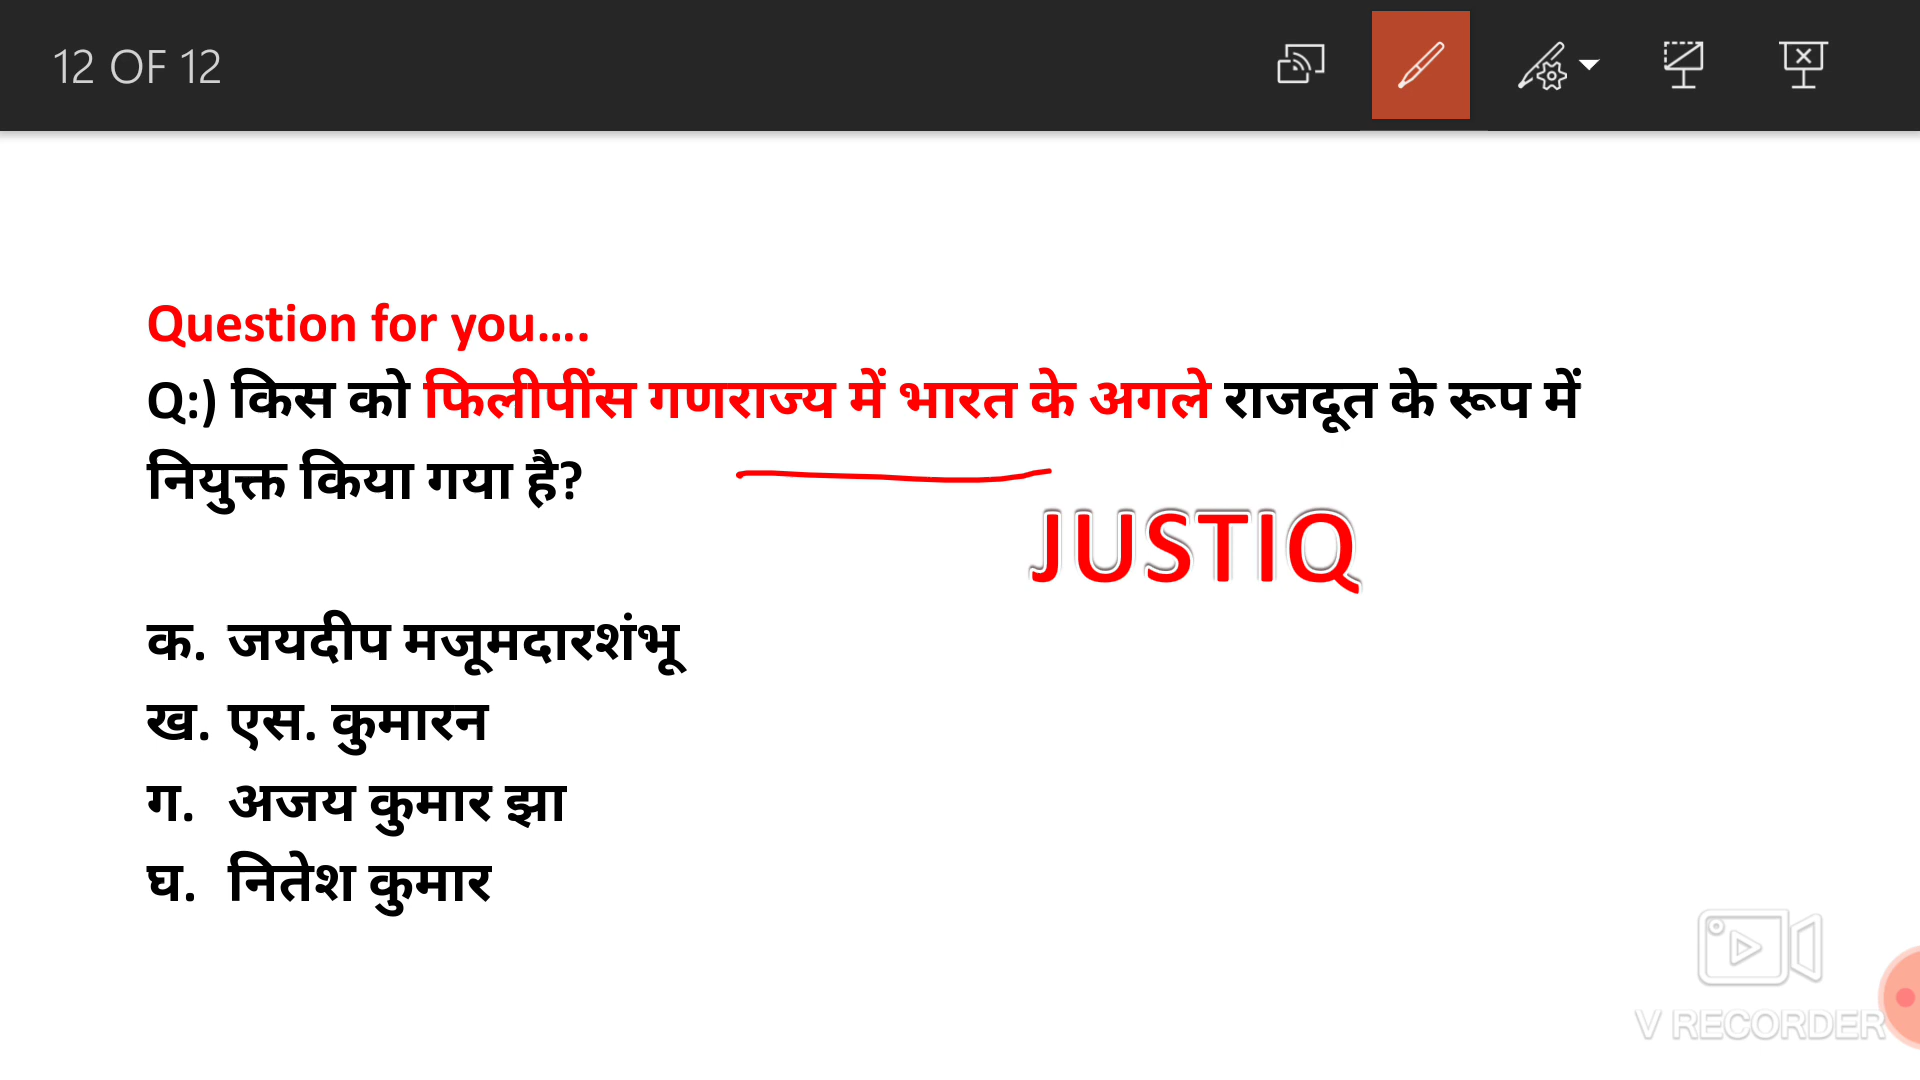 12 OF 12
Question for you....
Q:) किस को फिलीपींस गणराज्य में भारत के अगले राजदूत के रूप में
नियुक्त किया गया है?
JUSTIQ
क. जयदीप मजूमदारशंभू
ख. एस. कुमारन
ग. अजय कुमार झा
घ. नितेश कुमार
V RECORDER